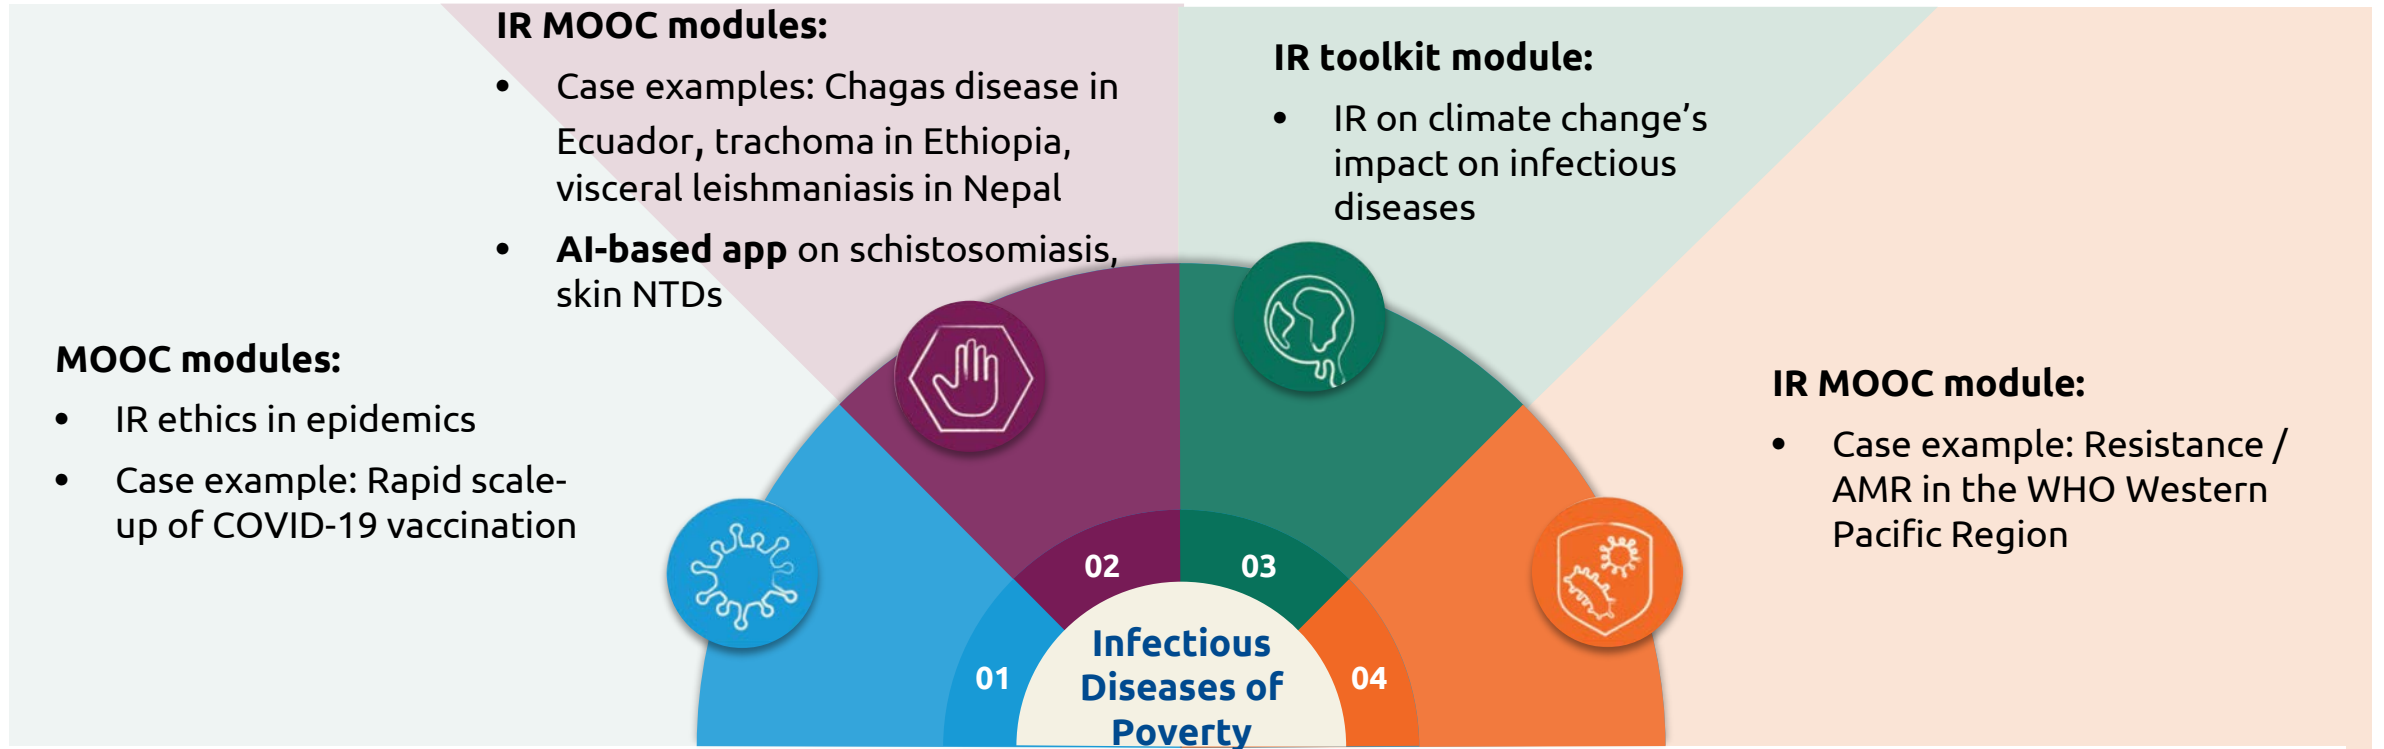 IR MOOC modules:
• Case examples: Chagas disease in
Ecuador, trachoma in Ethiopia,
visceral leishmaniasis in Nepal
• AI-based app on schistosomiasis,
skin NTDs
IR toolkit module:
• IR on climate change’s
impact on infectious
diseases
MOOC modules:
• IR ethics in epidemics
• Case example: Rapid scale-
up of COVID-19 vaccination
IR MOOC module:
• Case example: Resistance /
AMR in the WHO Western
Pacific Region
01
02
03
04
Infectious
Diseases of
Poverty